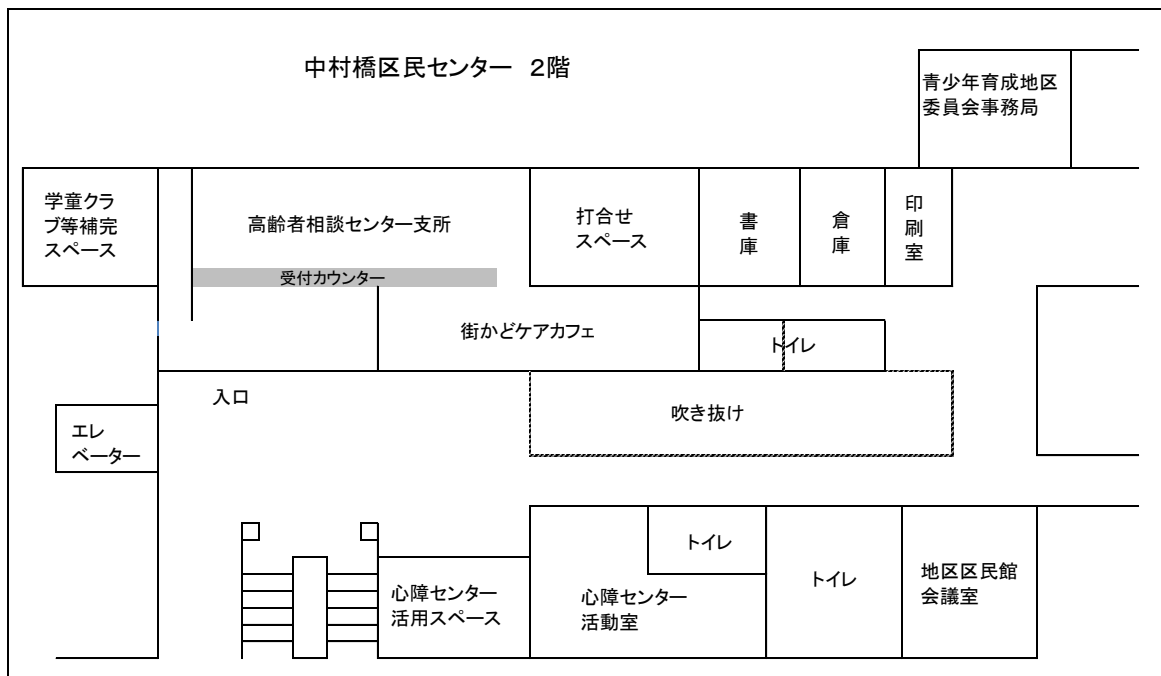 中村橋区民センター　２階
青少年育成地区
委員会事務局
学童クラ
ブ等補完
スペース
高齢者相談センター支所
受付カウンター
打合せ
スペース
書
庫
倉
庫
印
刷
室
街かどケアカフェ
トイレ
入口
吹き抜け
エレ
ベーター
トイレ
心障センター
活用スペース
心障センター
活動室
トイレ
地区区民館
会議室